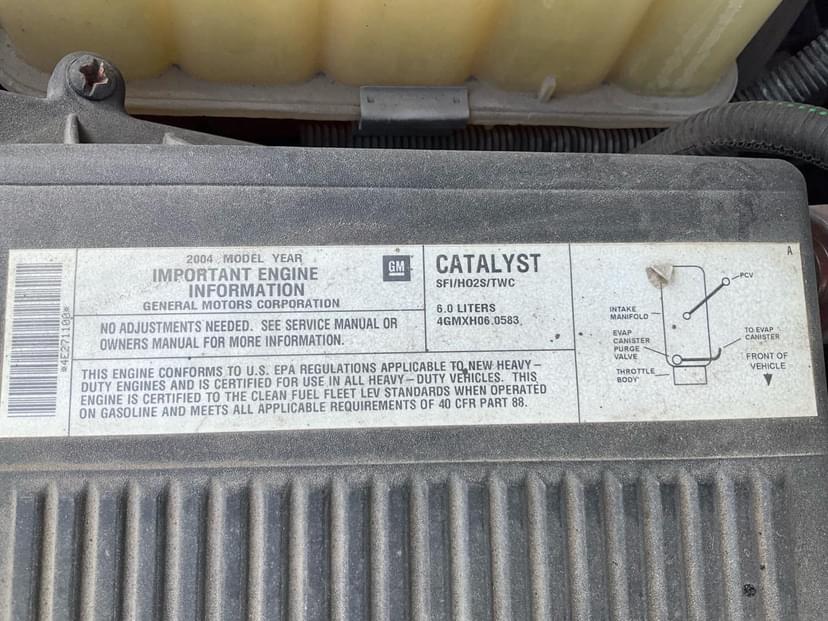 *4E271100*
2004 MODEL YEAR
IMPORTANT ENGINE
INFORMATION
GENERAL MOTORS CORPORATION
GM
NO ADJUSTMENTS NEEDED. SEE SERVICE MANUAL OR
OWNERS MANUAL FOR MORE INFORMATION.
THIS ENGINE CONFORMS TO U.S. EPA REGULATIONS APPLICABLE TO NEW HEAVY-
DUTY ENGINES AND IS CERTIFIED FOR USE IN ALL HEAVY-DUTY VEHICLES. THIS
ENGINE IS CERTIFIED TO THE CLEAN FUEL FLEET LEV STANDARDS WHEN OPERATED
ON GASOLINE AND MEETS ALL APPLICABLE REQUIREMENTS OF 40 CFR PART 88.
CATALYST
SFI/HO2S/TWC
6.0 LITERS
4GMXH06.0583
A
PCV
INTAKE
MANIFOLD
EVAP
CANISTER
PURGE
VALVE
THROTTLE
BODY
TO EVAP
CANISTER
FRONT OF
VEHICLE